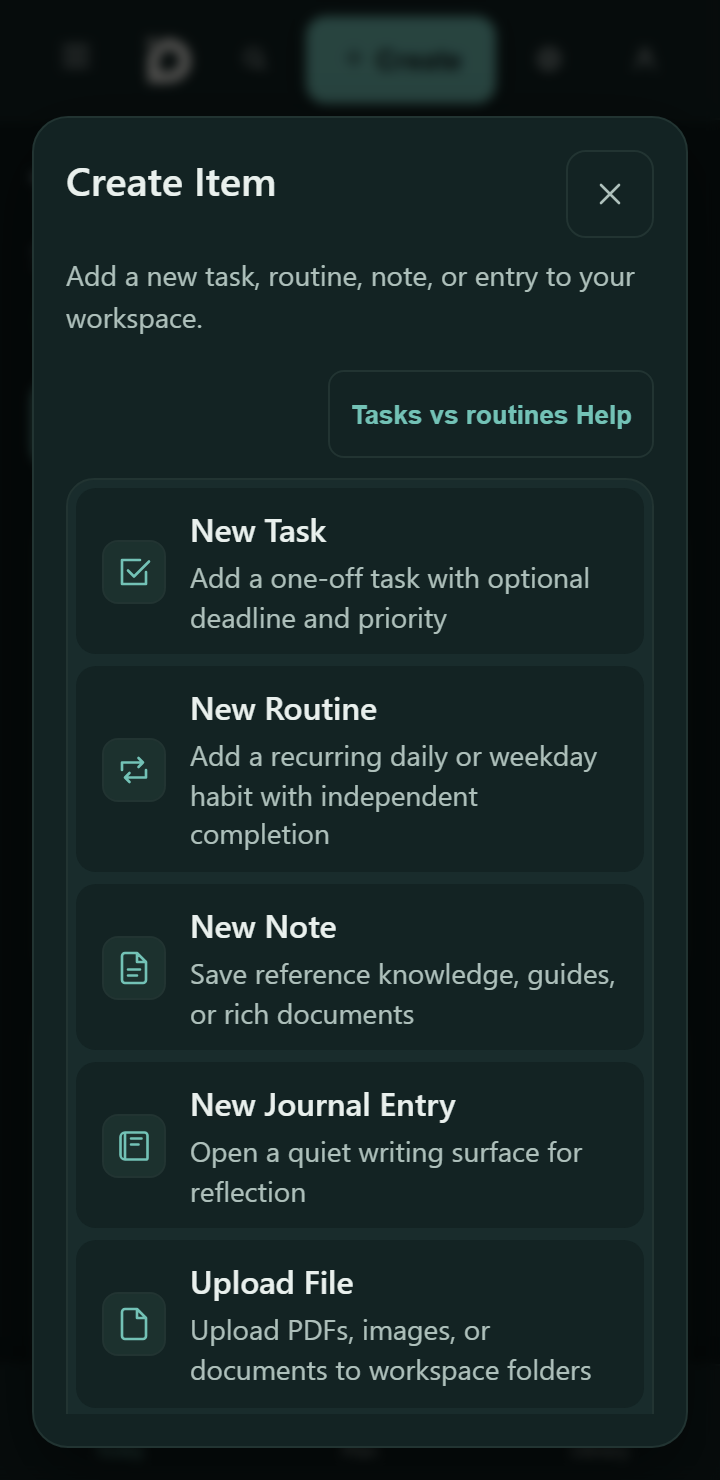 Create
Create Item
Add a new task, routine, note, or entry to your
workspace.
Tasks vs routines Help
New Task
Add a one-off task with optional
deadline and priority
New Routine
Add a recurring daily or weekday
habit with independent
completion
New Note
Save reference knowledge, guides,
or rich documents
New Journal Entry
Open a quiet writing surface for
reflection
Upload File
Upload PDFs, images, or
documents to workspace folders